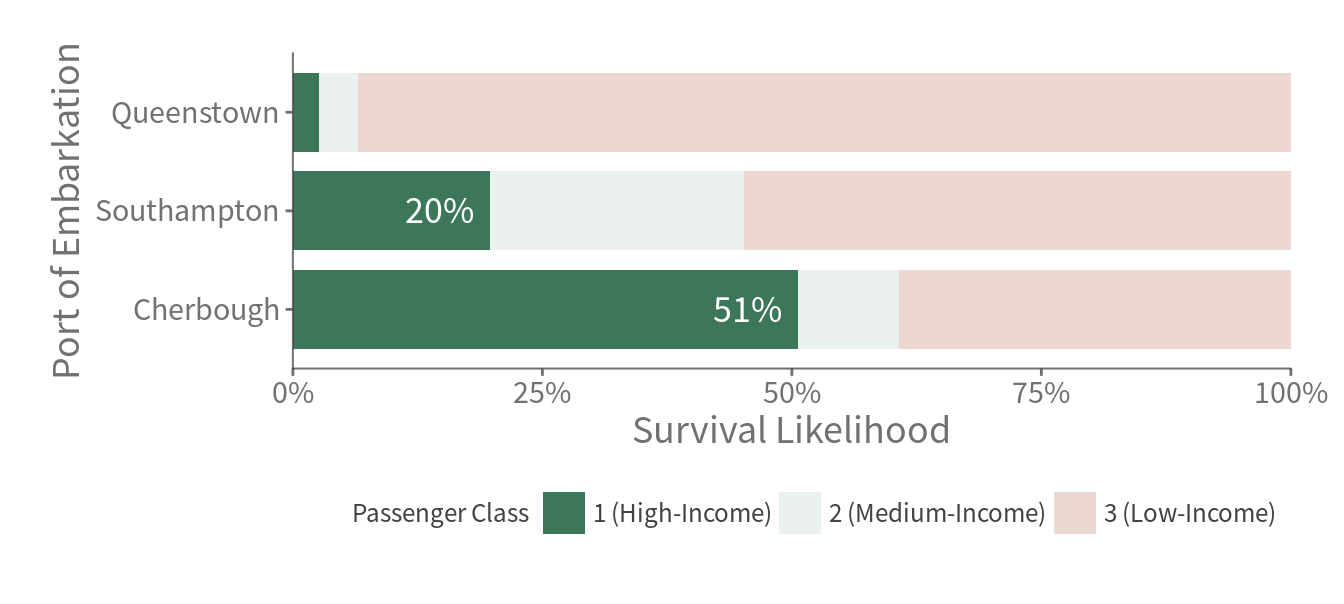 Port of Embarkation
Queenstown
Southampton 20%
Cherbough 51%
0% 25% 50% 75% 100%
Survival Likelihood
Passenger Class 1 (High-Income) 2 (Medium-Income) 3 (Low-Income)